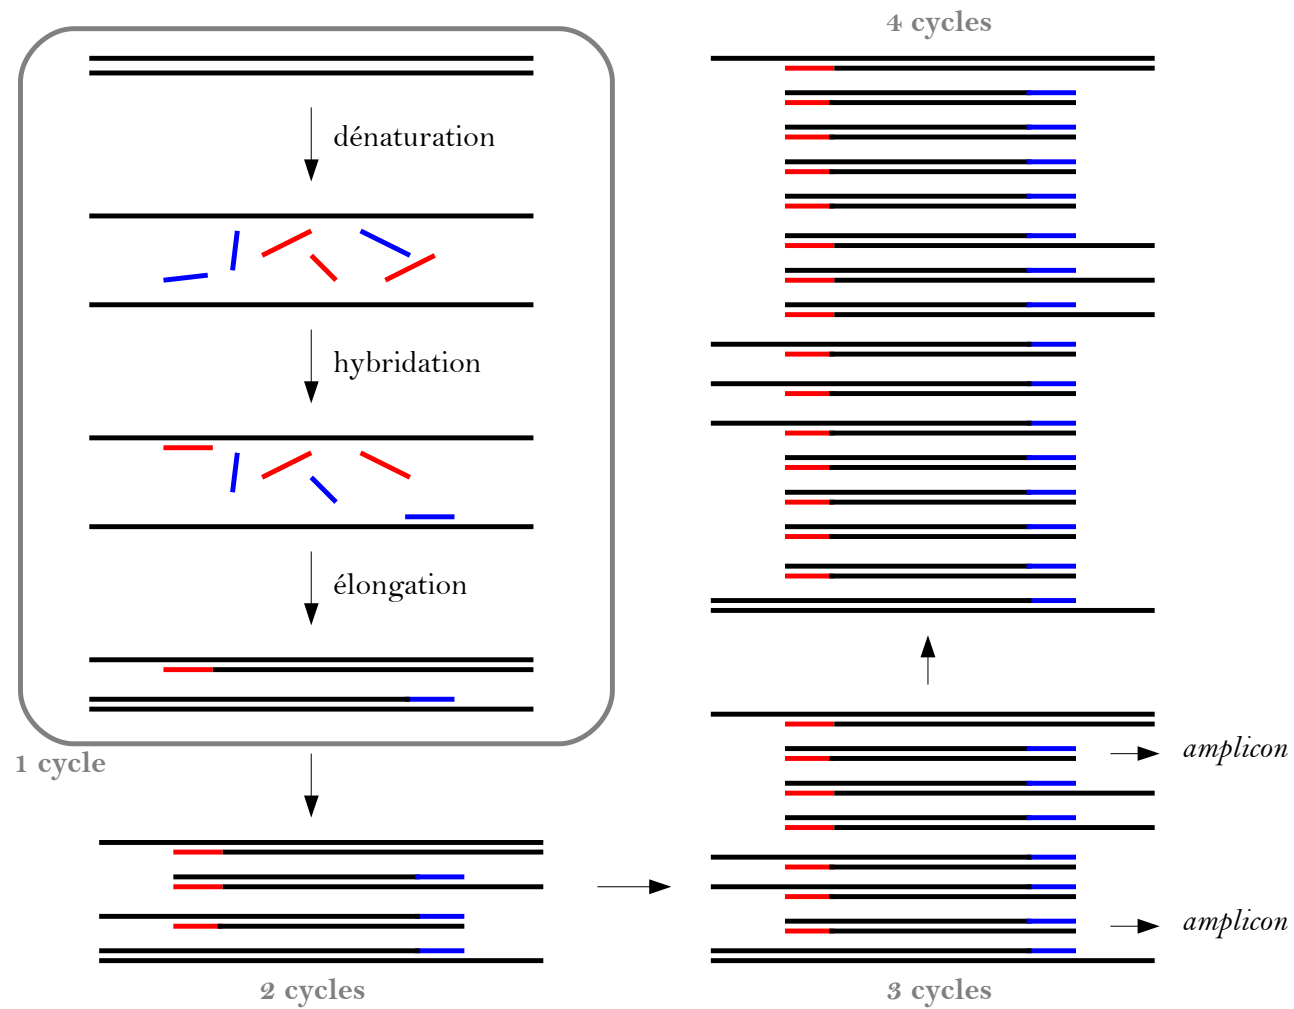 dénaturation
hybridation
élongation
1 cycle
2 cycles
4 cycles
amplicon
amplicon
3 cycles